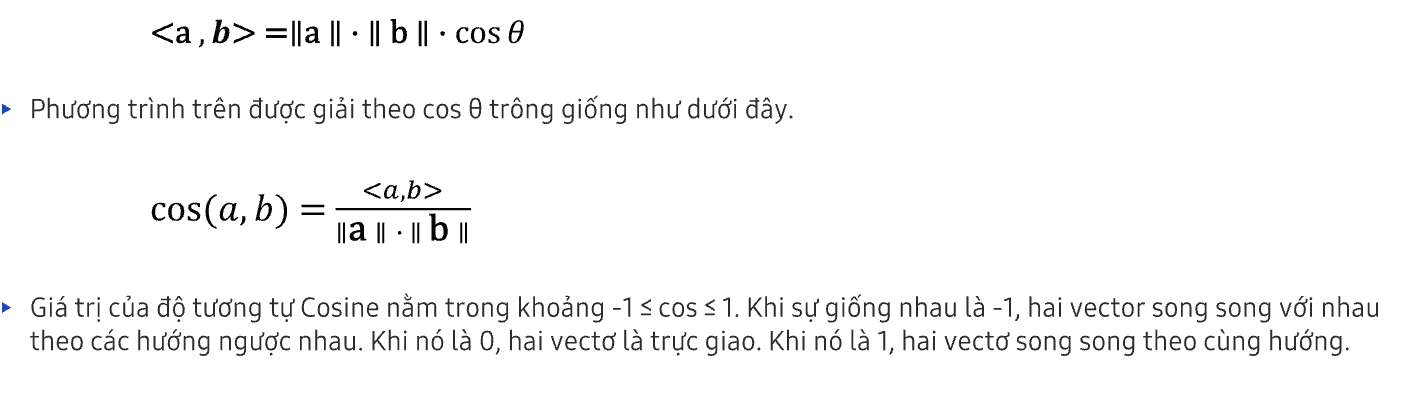 <a , b> =‖a ‖ · ‖ b ‖ · cos θ
▸ Phương trình trên được giải theo cos θ trông giống như dưới đây.
cos(a, b) = <a,b> / ‖a ‖ · ‖ b ‖
▸ Giá trị của độ tương tự Cosine nằm trong khoảng -1 ≤ cos ≤ 1. Khi sự giống nhau là -1, hai vector song song với nhau
theo các hướng ngược nhau. Khi nó là 0, hai vectơ là trực giao. Khi nó là 1, hai vectơ song song theo cùng hướng.